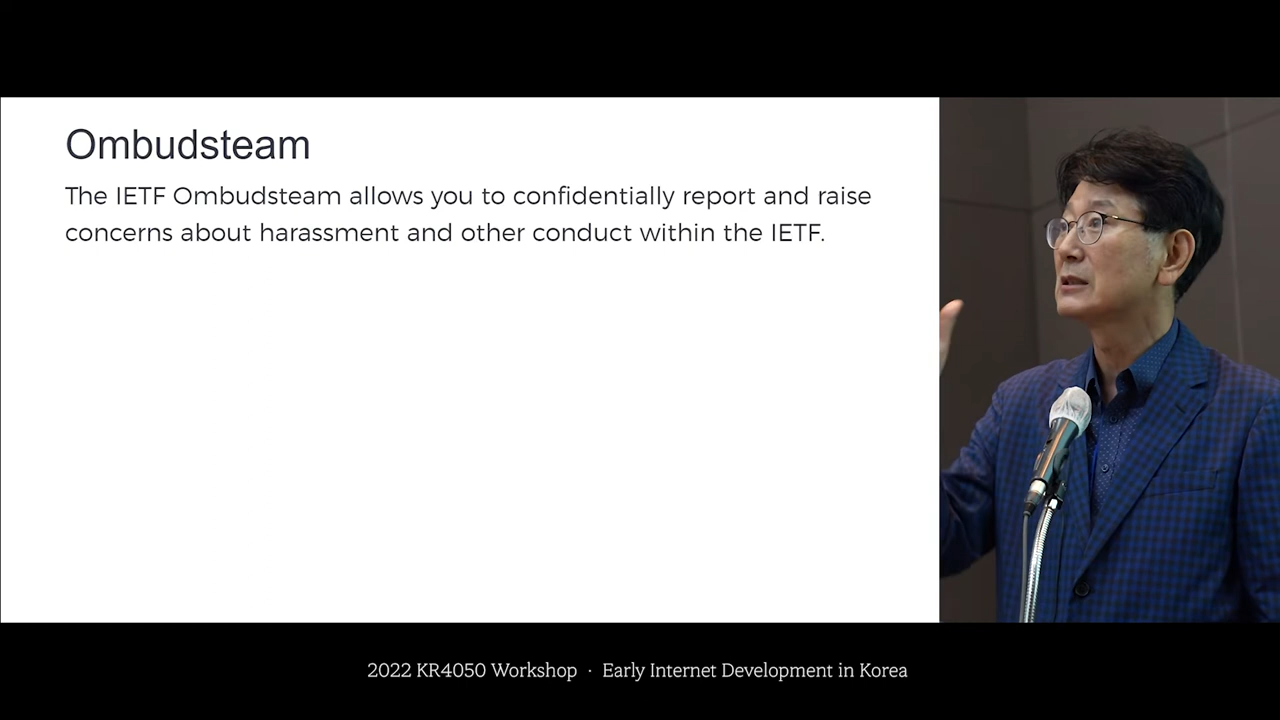 Ombudsteam
The IETF Ombudsteam allows you to confidentially report and raise
concerns about harassment and other conduct within the IETF.
2022 KR4050 Workshop · Early Internet Development in Korea